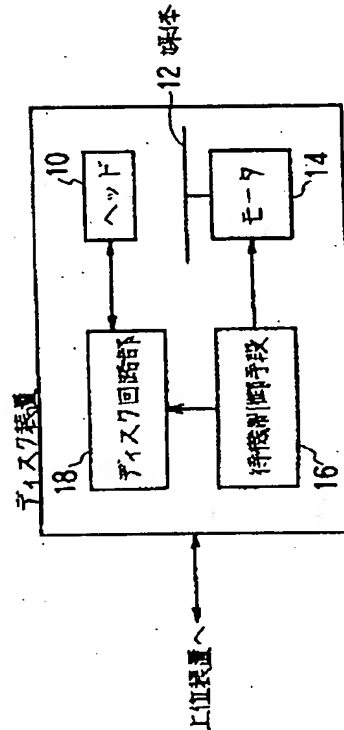 ディスク装置
18
ディスク回路部
10
ヘッド
12 媒体
16
待機制御手段
モータ
14
上位装置へ